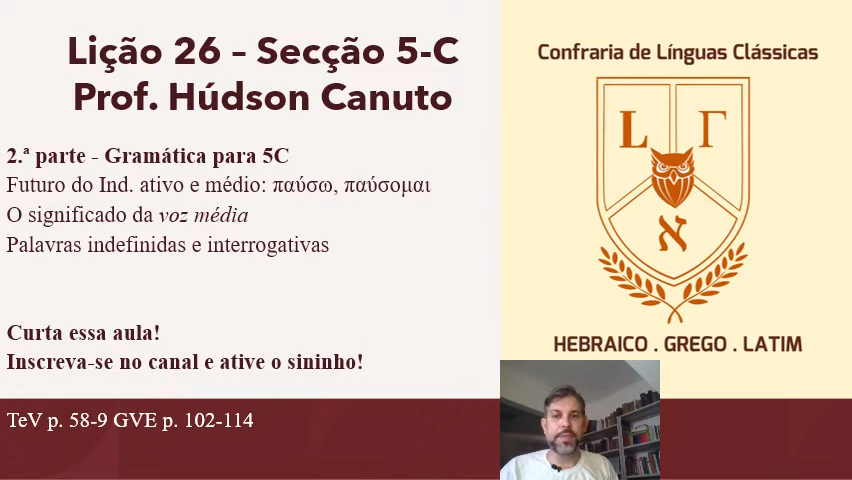 Lição 26 – Secção 5-C
Prof. Húdson Canuto
2.ª parte - Gramática para 5C
Futuro do Ind. ativo e médio: παύσω, παύσομαι
O significado da voz média
Palavras indefinidas e interrogativas
Curta essa aula!
Inscreva-se no canal e ative o sininho!
TeV p. 58-9 GVE p. 102-114
Confraria de Línguas Clássicas
L Γ
א
HEBRAICO . GREGO . LATIM